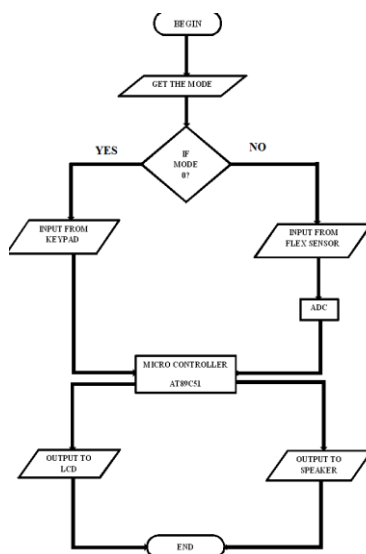 BEGIN
GET THE MODE
YES
NO
IF
MODE
0?
INPUT FROM
KEYPAD
INPUT FROM
FLEX SENSOR
ADC
MICRO CONTROLLER
AT89C51
OUTPUT TO
LCD
OUTPUT TO
SPEAKER
END